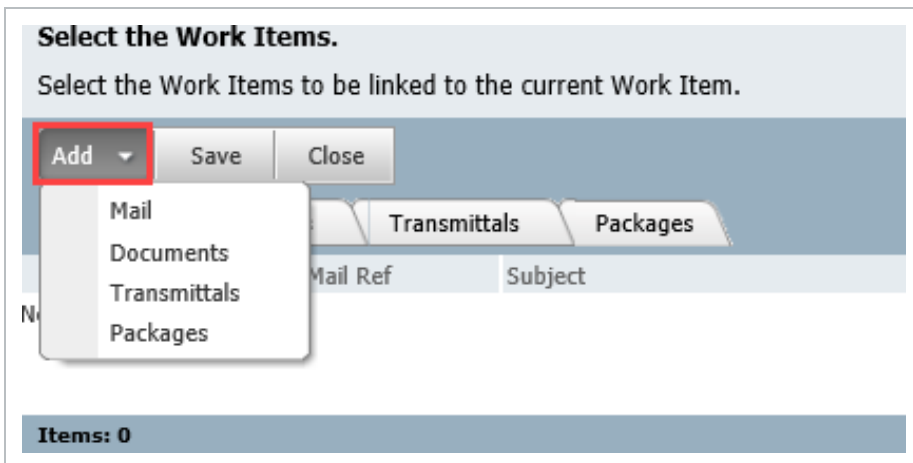 Select the Work Items.
Select the Work Items to be linked to the current Work Item.
Add Save Close
Mail
Documents
Transmittals
Packages
Transmittals Packages
Mail Ref Subject
Items: 0